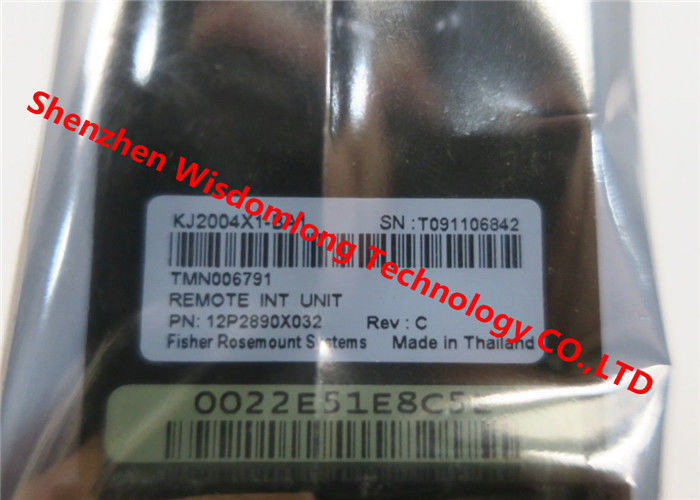 KJ2004X1-
SN :T091106842
TMN006791
REMOTE INT UNIT
PN: 12P2890X032 Rev : C
Fisher Rosemount Systems Made in Thailand
0022E51E8C5
Shenzhen Wisdomlong Technology CO.,LTD